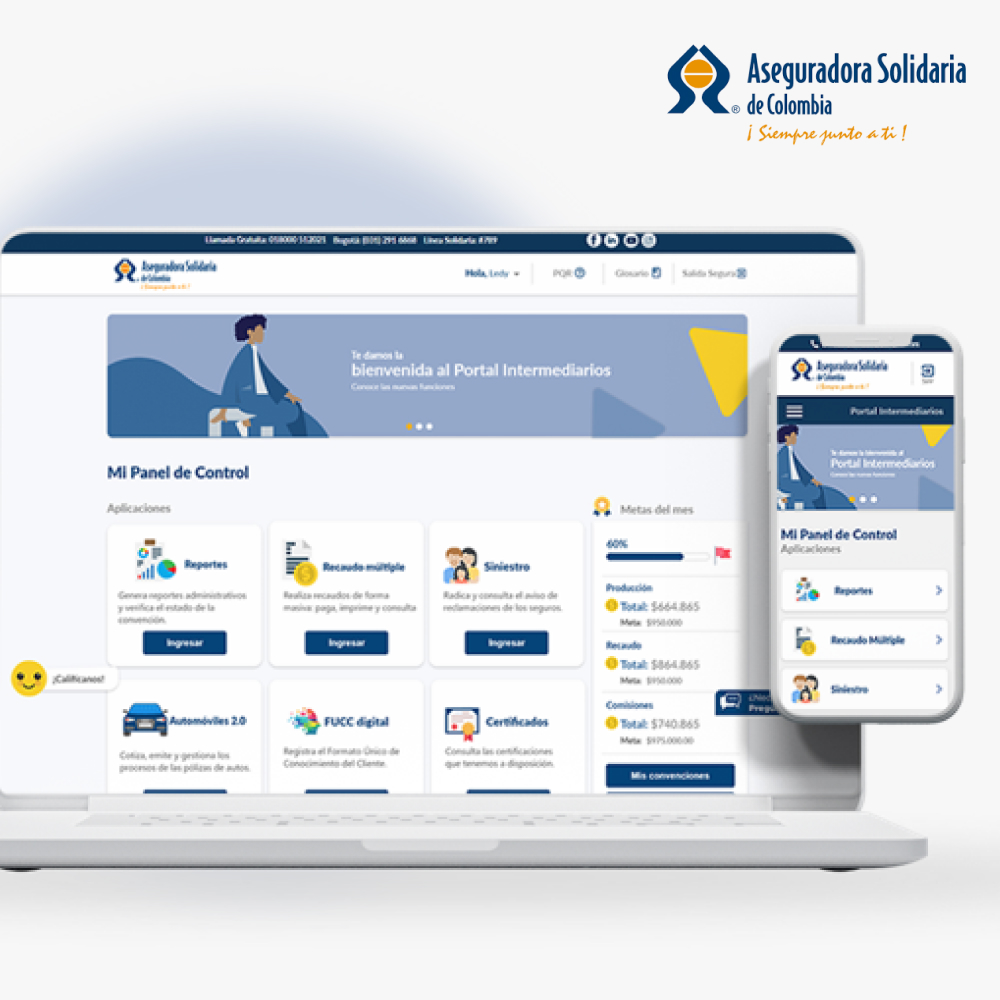 Aseguradora Solidaria
de Colombia
¡ Siempre junto a ti !
Llamada Gratuita: 018000 512021 Bogotá: (031) 291 6868 Línea Solidaria: #789
Aseguradora Solidaria
de Colombia
¡ Siempre junto a ti !
Hola, Ledy
PQR
Glosario
Salida Segura
Te damos la
bienvenida al Portal Intermediarios
Conoce las nuevas funciones
Mi Panel de Control
Aplicaciones
Reportes
Genera reportes administrativos
y verifica el estado de la
convención.
Ingresar
Recaudo múltiple
Realiza recaudos de forma
masiva: paga, imprime y consulta
Ingresar
Siniestro
Radica y consulta el aviso de
reclamaciones de los seguros.
Ingresar
Automóviles 2.0
Cotiza, emite y gestiona los
procesos de las pólizas de autos.
FUCC digital
Registra el Formato Único de
Conocimiento del Cliente.
Certificados
Consulta las certificaciones
que tenemos a disposición.
¡Califícanos!
Metas del mes
60%
Producción
Total: $664.865
Meta: $950.000
Recaudo
Total: $864.865
Meta: $950.000
Comisiones
Total: $740.865
Meta: $975.000.00
Mis convenciones
Aseguradora Solidaria
de Colombia
¡ Siempre junto a ti !
Salir
Portal Intermediarios
Te damos la bienvenida al
Portal Intermediarios
Conoce las nuevas funciones
Mi Panel de Control
Aplicaciones
Reportes
Recaudo Múltiple
Siniestro